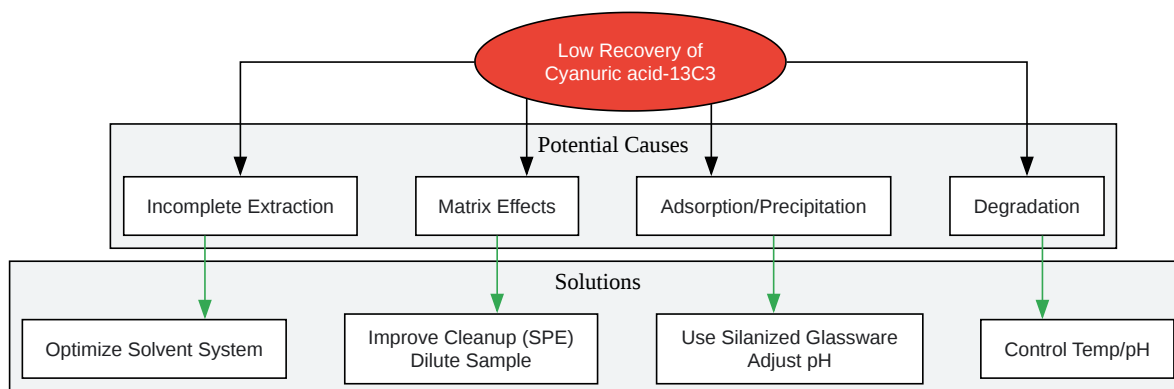 Low Recovery of
Cyanuric acid-13C3
Potential Causes
Incomplete Extraction
Matrix Effects
Adsorption/Precipitation
Degradation
Solutions
Optimize Solvent System
Improve Cleanup (SPE)
Dilute Sample
Use Silanized Glassware
Adjust pH
Control Temp/pH